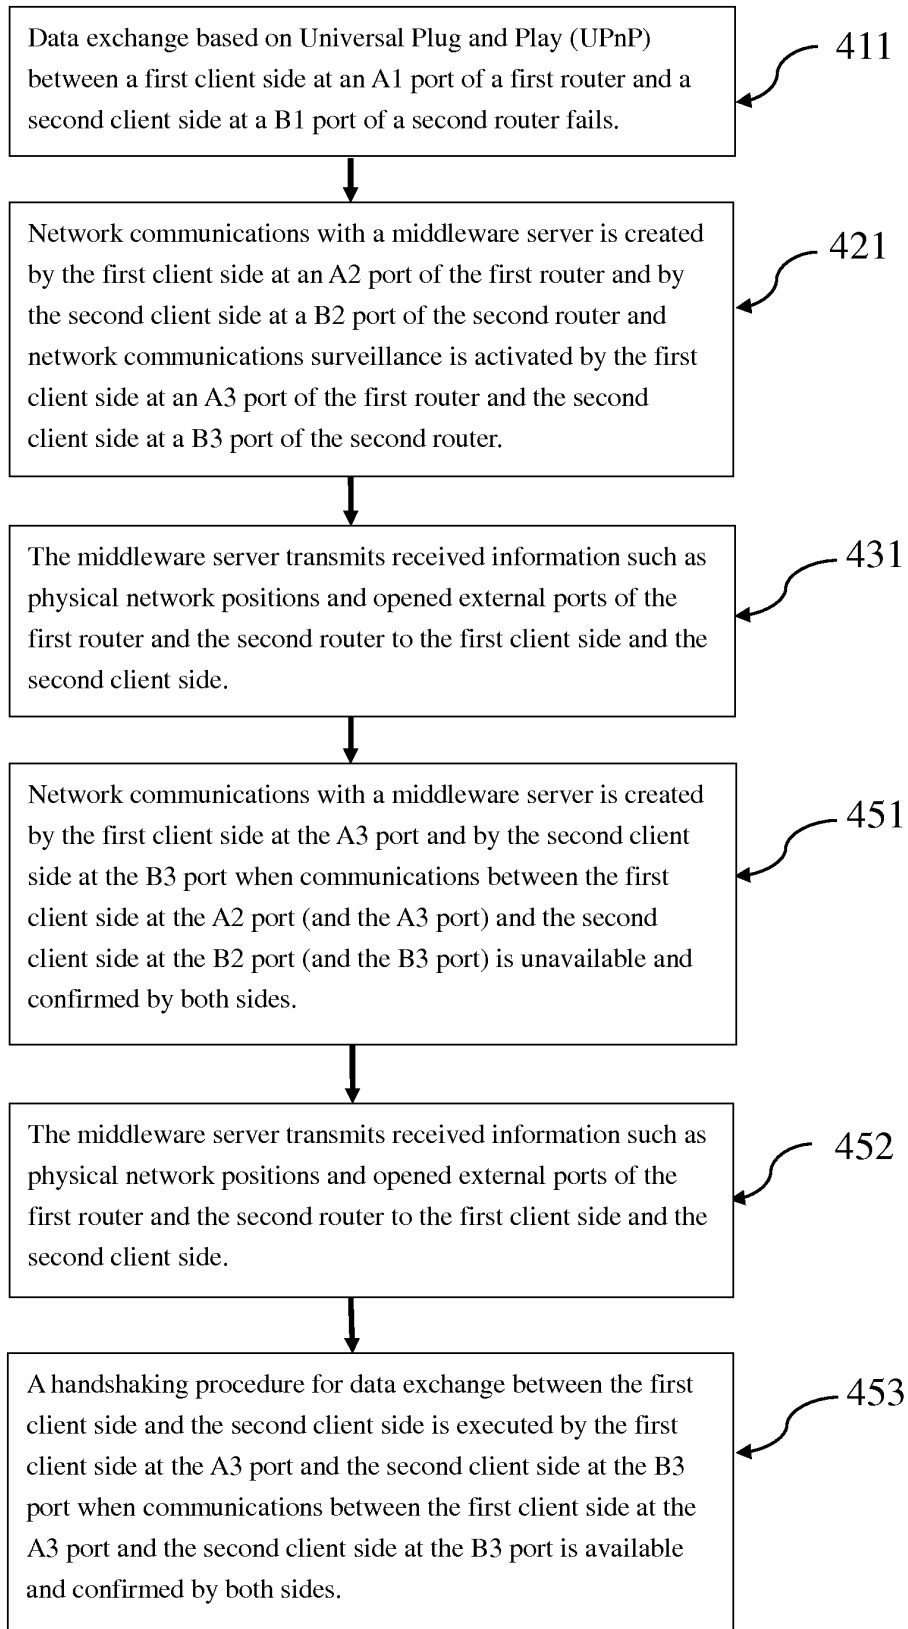 Data exchange based on Universal Plug and Play (UPnP)
between a first client side at an A1 port of a first router and a
second client side at a B1 port of a second router fails.
411
Network communications with a middleware server is created
by the first client side at an A2 port of the first router and by
the second client side at a B2 port of the second router and
network communications surveillance is activated by the first
client side at an A3 port of the first router and the second
client side at a B3 port of the second router.
421
The middleware server transmits received information such as
physical network positions and opened external ports of the
first router and the second router to the first client side and the
second client side.
431
Network communications with a middleware server is created
by the first client side at the A3 port and by the second client
side at the B3 port when communications between the first
client side at the A2 port (and the A3 port) and the second
client side at the B2 port (and the B3 port) is unavailable and
confirmed by both sides.
451
The middleware server transmits received information such as
physical network positions and opened external ports of the
first router and the second router to the first client side and the
second client side.
452
A handshaking procedure for data exchange between the first
client side and the second client side is executed by the first
client side at the A3 port and the second client side at the B3
port when communications between the first client side at the
A3 port and the second client side at the B3 port is available
and confirmed by both sides.
453